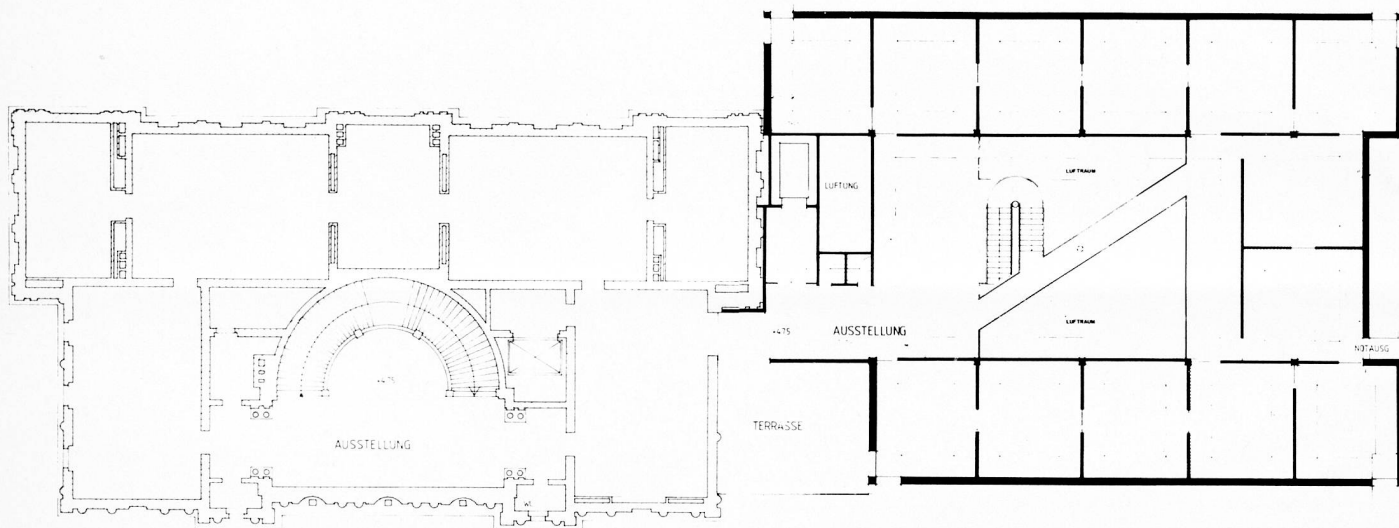 LUFTRAUM
LUFTUNG
+475
AUSSTELLUNG
LUFTRAUM
NOTAUSG
+475
TERRASSE
AUSSTELLUNG